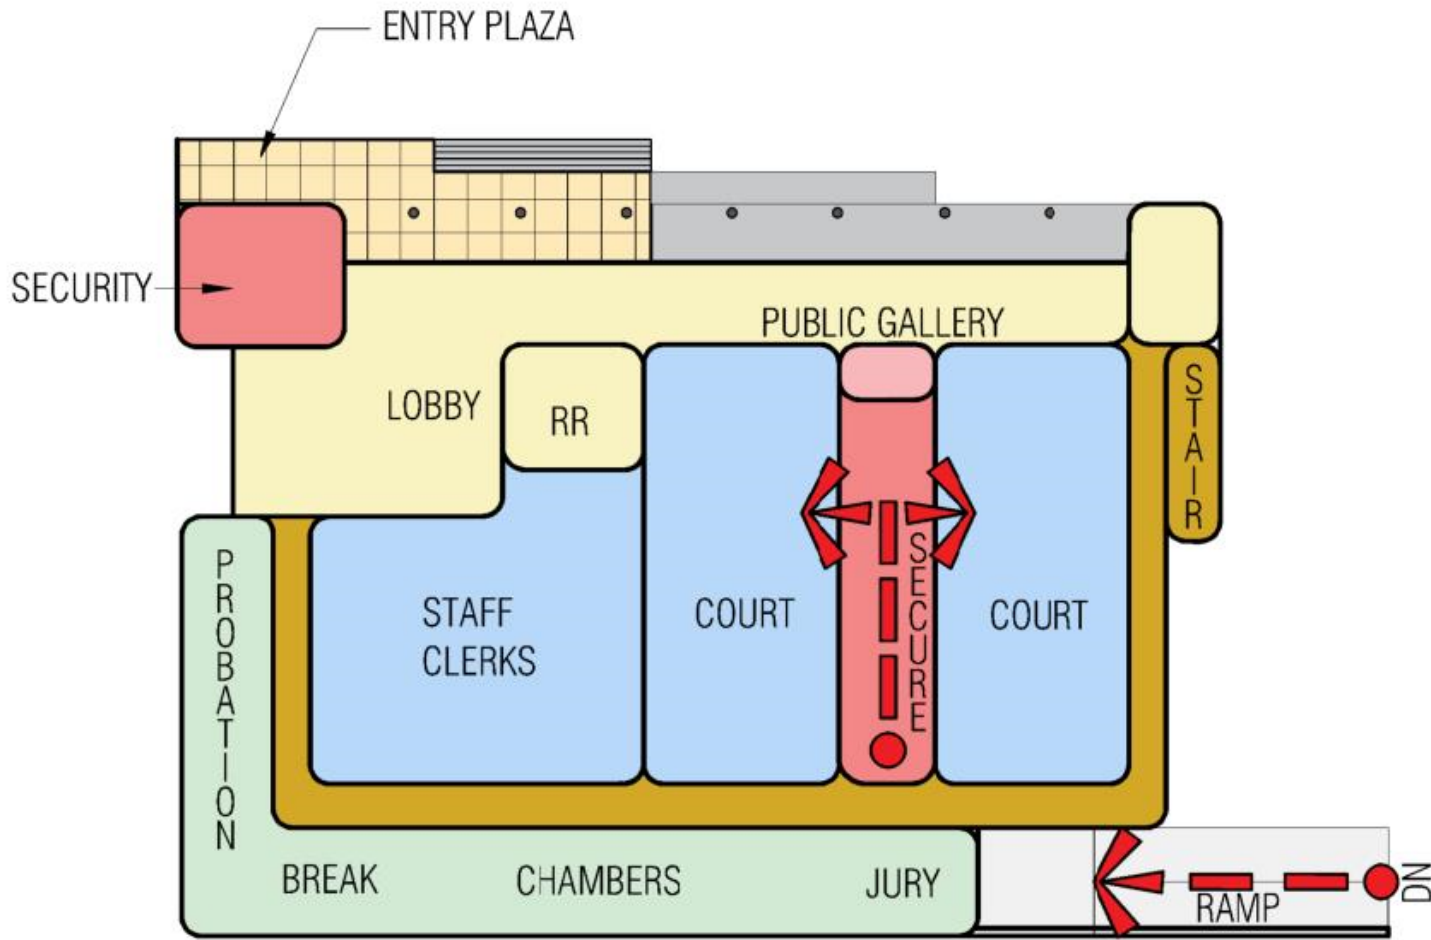 ENTRY PLAZA
SECURITY
PUBLIC GALLERY
LOBBY
RR
STAIR
PROBATION
STAFF
CLERKS
COURT
SECURE
COURT
BREAK
CHAMBERS
JURY
RAMP
DN